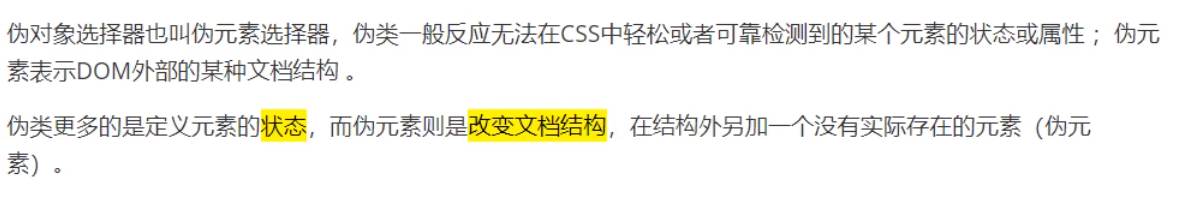 伪对象选择器也叫伪元素选择器，伪类一般反应无法在CSS中轻松或者可靠检测到的某个元素的状态或属性 ；伪元
素表示DOM外部的某种文档结构 。
伪类更多的是定义元素的状态，而伪元素则是改变文档结构，在结构外另加一个没有实际存在的元素（伪元
素）。